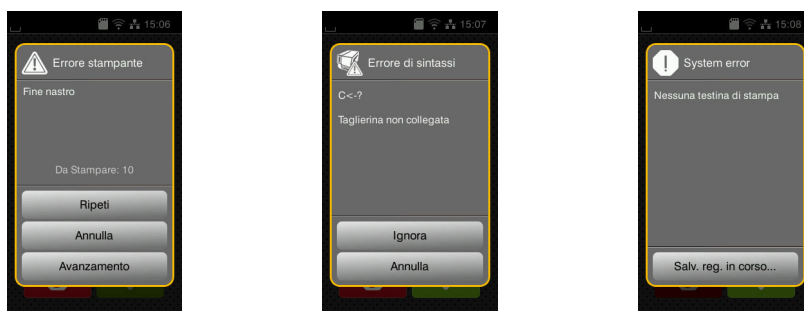 15:06
Errore stampante
Fine nastro
Da Stampare: 10
Ripeti
Annulla
Avanzamento
15:07
Errore di sintassi
C<-?
Taglierina non collegata
Ignora
Annulla
15:08
System error
Nessuna testina di stampa
Salv. reg. in corso...